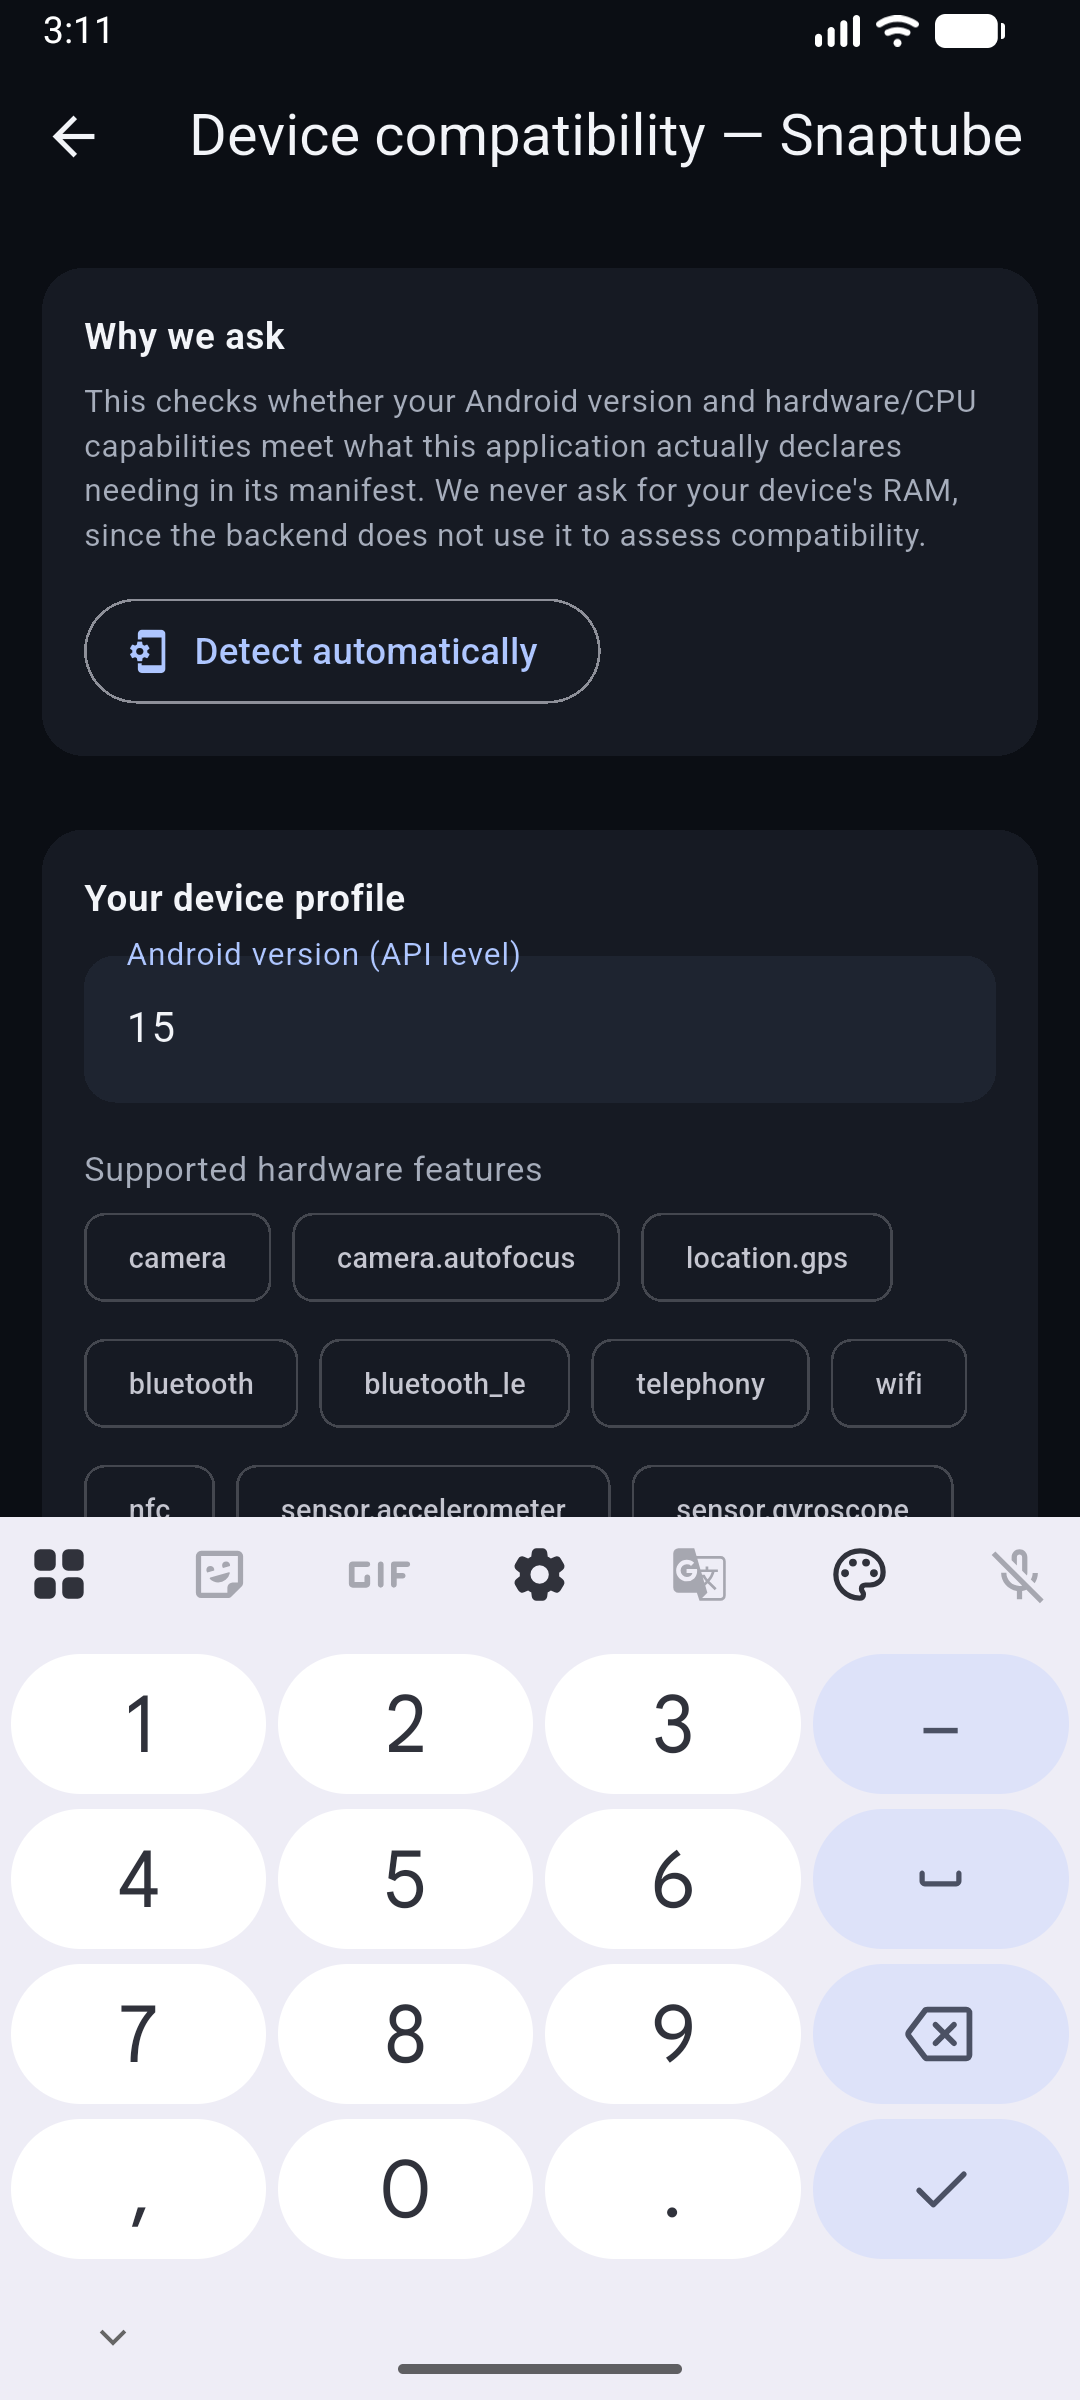 3:11
Device compatibility — Snaptube
Why we ask
This checks whether your Android version and hardware/CPU
capabilities meet what this application actually declares
needing in its manifest. We never ask for your device's RAM,
since the backend does not use it to assess compatibility.
Detect automatically
Your device profile
Android version (API level)
15
Supported hardware features
camera camera.autofocus location.gps
bluetooth bluetooth_le telephony wifi
nfc sensor.accelerometer sensor.gyroscope
GIF G 文
1 2 3 –
4 5 6
7 8 9
, 0 .